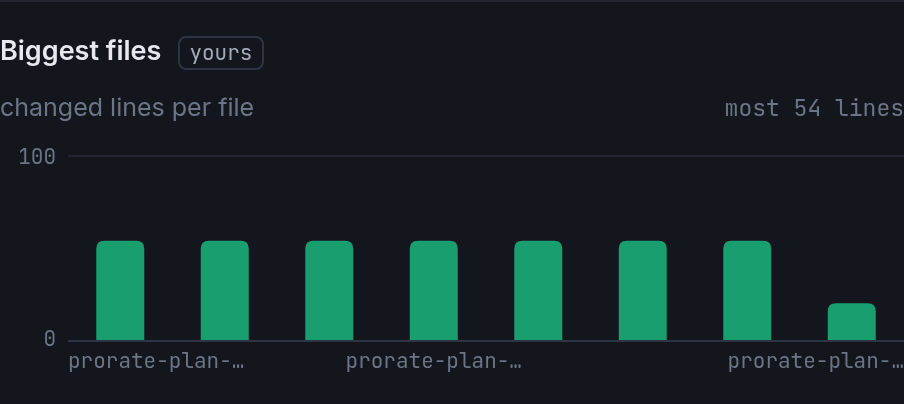 Biggest files yours
changed lines per file most 54 lines
100
0
prorate-plan-… prorate-plan-… prorate-plan-…